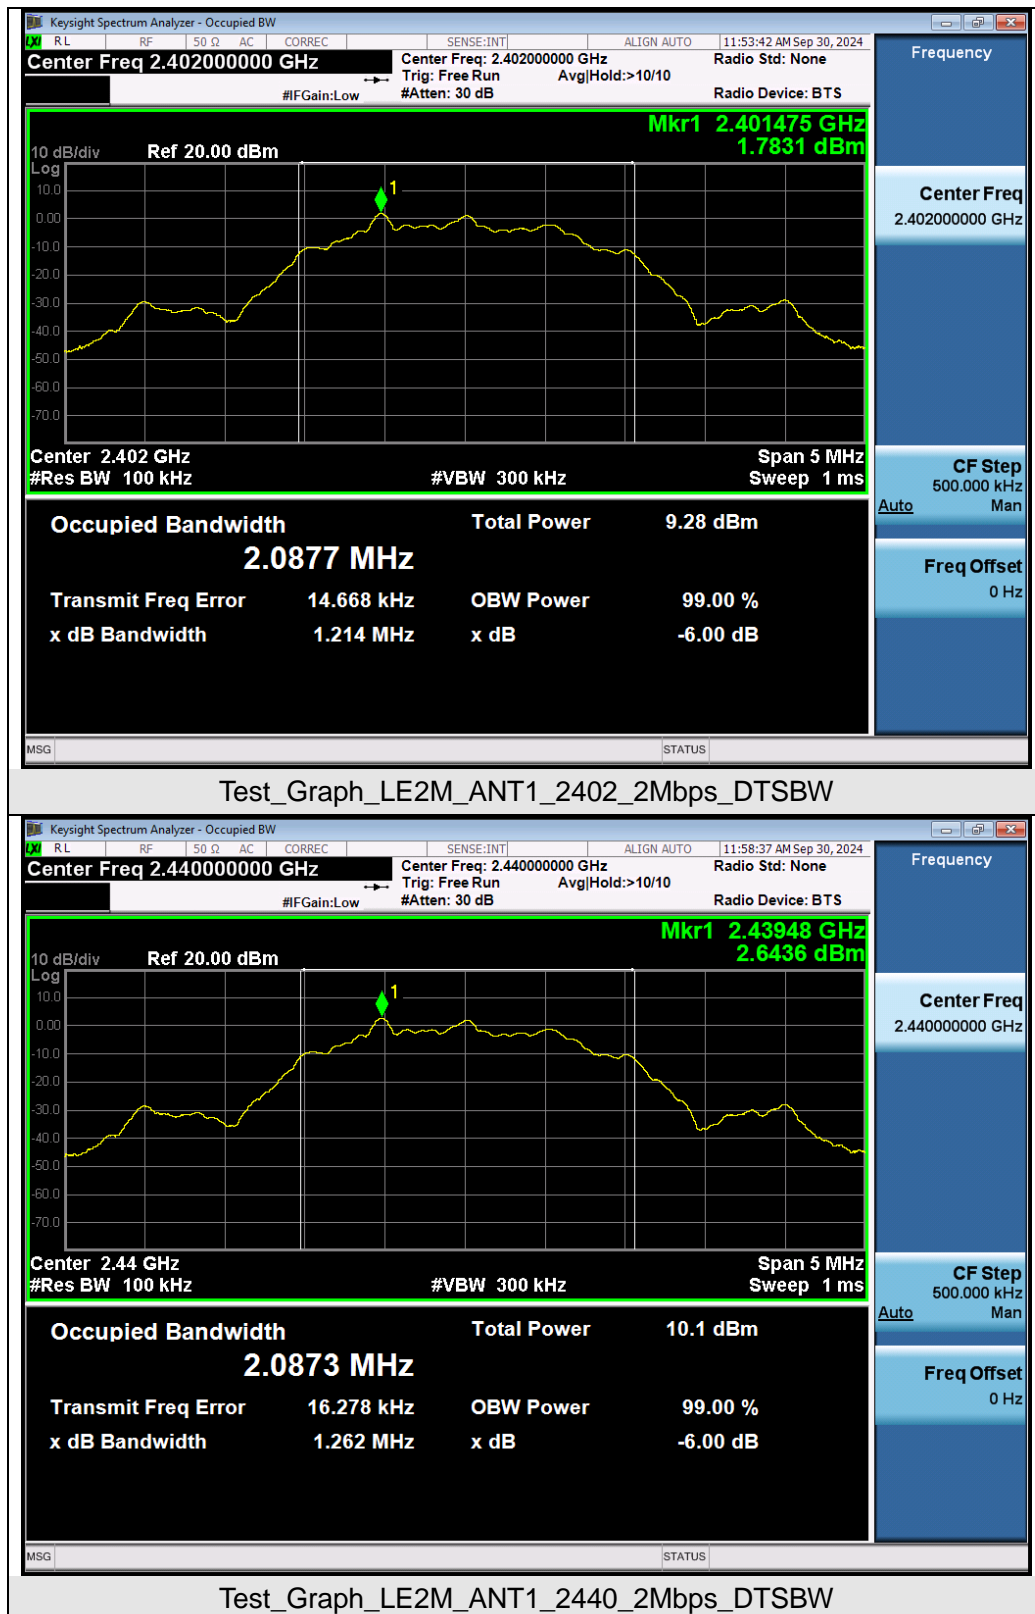 Keysight Spectrum Analyzer - Occupied BW
LXI RL RF 50 Ω AC CORREC SENSE:INT ALIGN AUTO 11:53:42 AM Sep 30, 2024
Center Freq 2.402000000 GHz
Center Freq: 2.402000000 GHz
Radio Std: None
Trig: Free Run Avg|Hold:>10/10
#IFGain:Low #Atten: 30 dB
Radio Device: BTS
Frequency
Mkr1 2.401475 GHz
1.7831 dBm
10 dB/div Ref 20.00 dBm
Log
10.0
1
0.00
-10.0
-20.0
-30.0
-40.0
-50.0
-60.0
-70.0
Center 2.402 GHz Span 5 MHz
#Res BW 100 kHz #VBW 300 kHz Sweep 1 ms
Center Freq
2.402000000 GHz
CF Step
500.000 kHz
Auto Man
Freq Offset
0 Hz
Occupied Bandwidth Total Power 9.28 dBm
2.0877 MHz
Transmit Freq Error 14.668 kHz OBW Power 99.00 %
x dB Bandwidth 1.214 MHz x dB -6.00 dB
MSG STATUS
Test_Graph_LE2M_ANT1_2402_2Mbps_DTSBW
Keysight Spectrum Analyzer - Occupied BW
LXI RL RF 50 Ω AC CORREC SENSE:INT ALIGN AUTO 11:58:37 AM Sep 30, 2024
Center Freq 2.440000000 GHz
Center Freq: 2.440000000 GHz
Radio Std: None
Trig: Free Run Avg|Hold:>10/10
#IFGain:Low #Atten: 30 dB
Radio Device: BTS
Frequency
Mkr1 2.43948 GHz
2.6436 dBm
10 dB/div Ref 20.00 dBm
Log
10.0
1
0.00
-10.0
-20.0
-30.0
-40.0
-50.0
-60.0
-70.0
Center 2.44 GHz Span 5 MHz
#Res BW 100 kHz #VBW 300 kHz Sweep 1 ms
Center Freq
2.440000000 GHz
CF Step
500.000 kHz
Auto Man
Freq Offset
0 Hz
Occupied Bandwidth Total Power 10.1 dBm
2.0873 MHz
Transmit Freq Error 16.278 kHz OBW Power 99.00 %
x dB Bandwidth 1.262 MHz x dB -6.00 dB
MSG STATUS
Test_Graph_LE2M_ANT1_2440_2Mbps_DTSBW